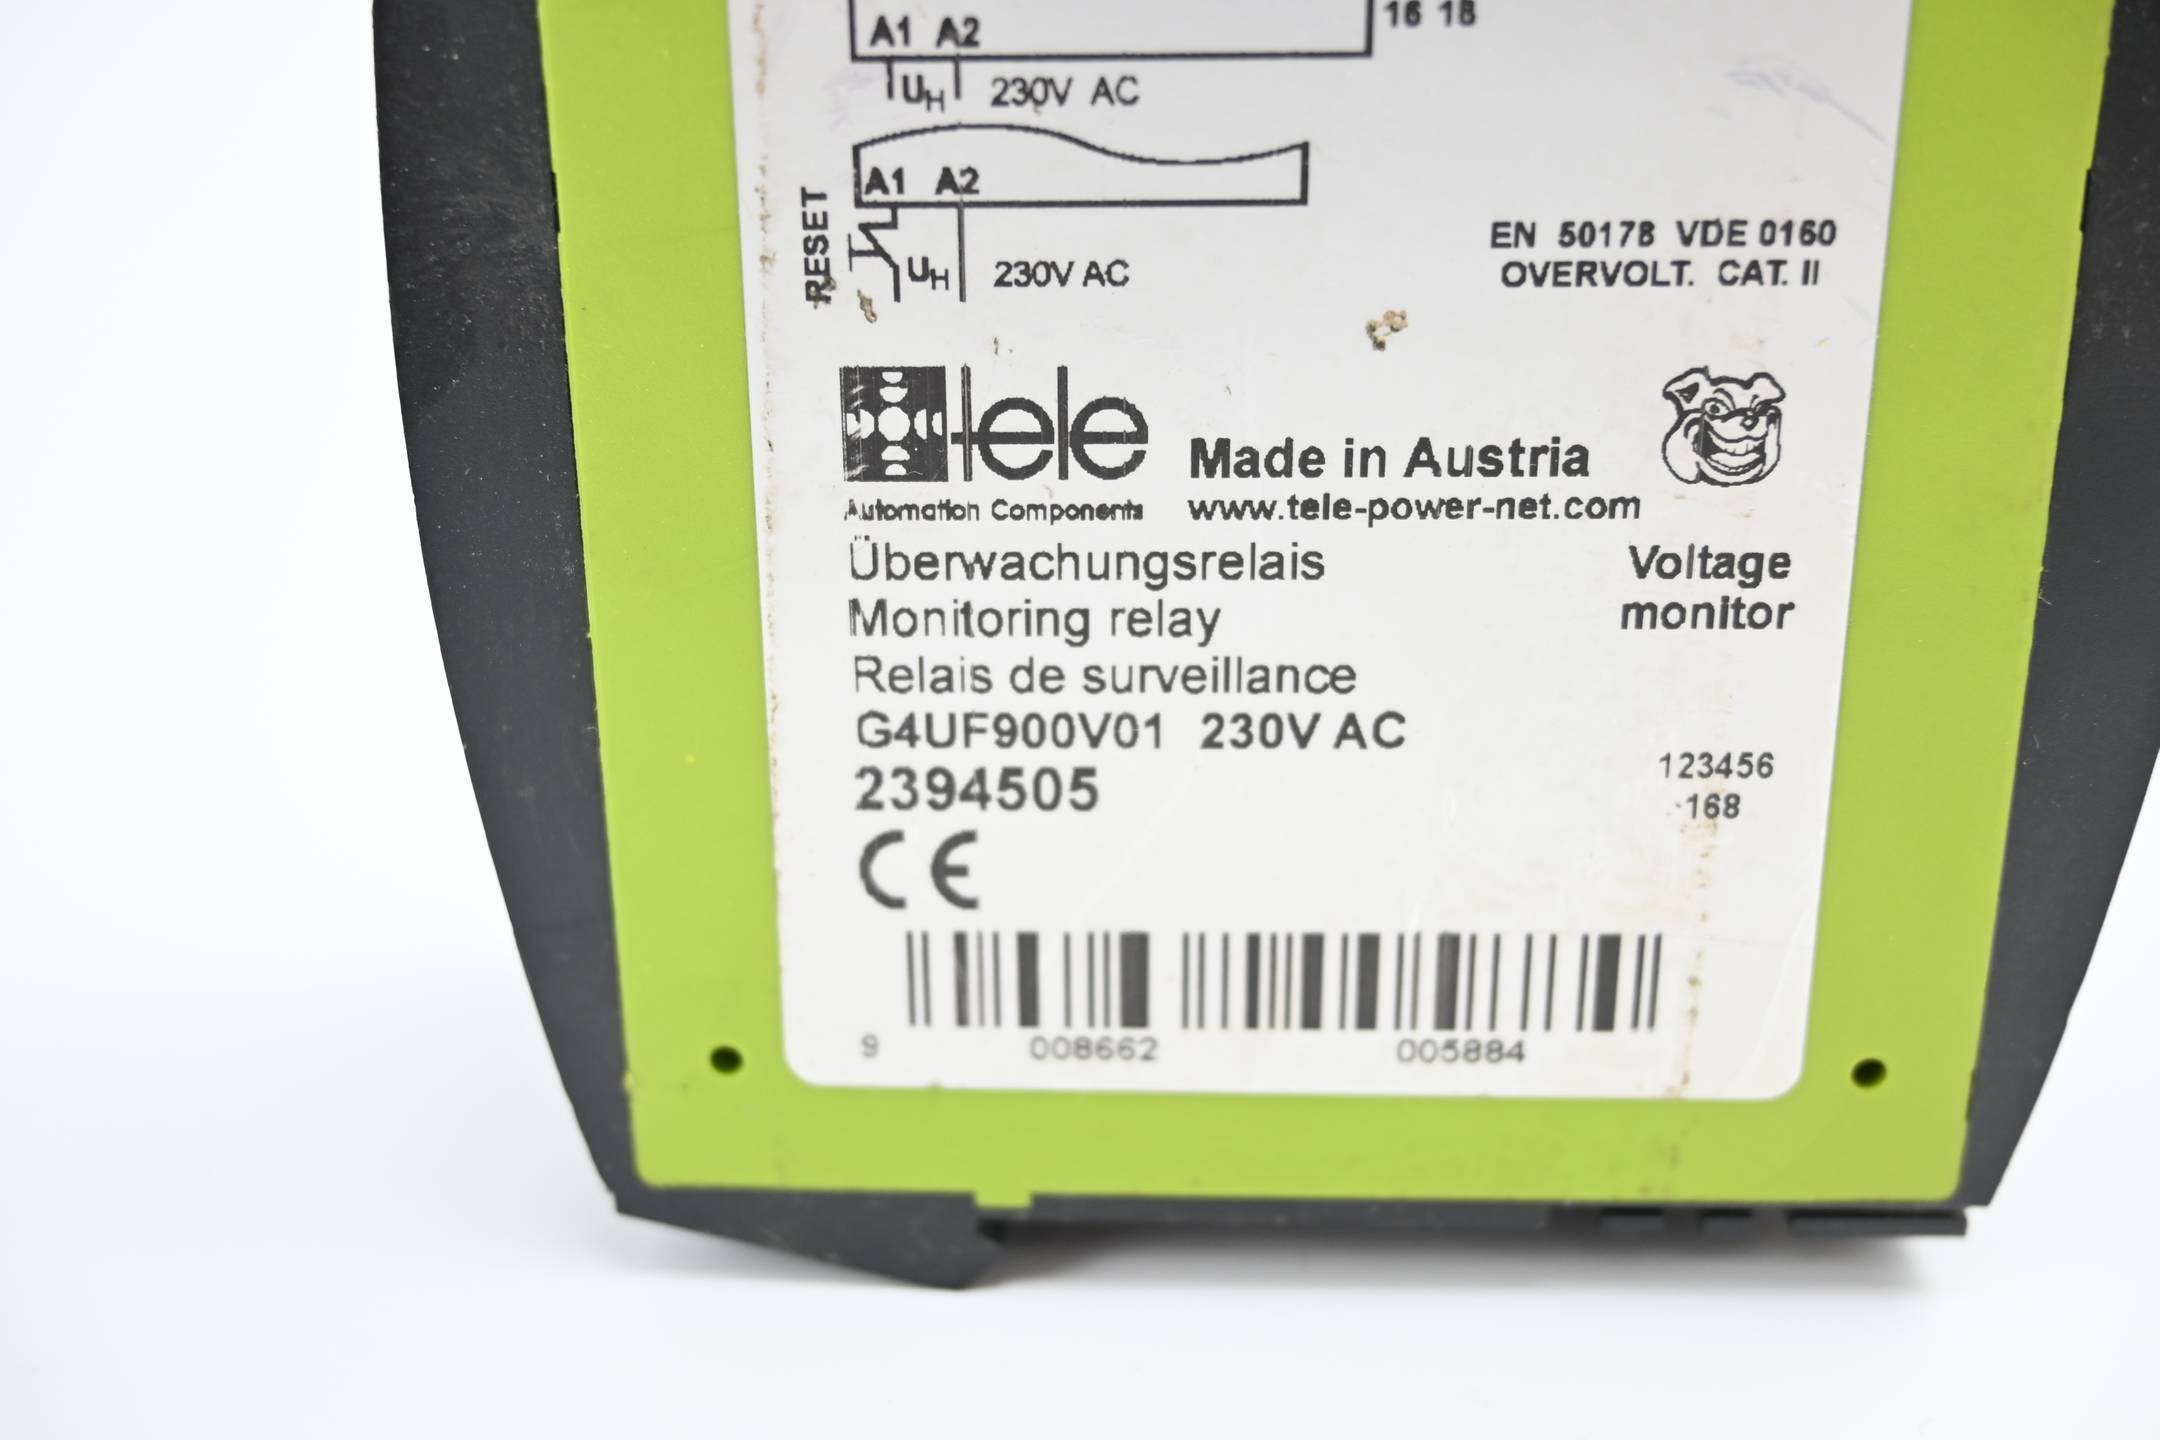 16 18
A1 A2
UH 230V AC
A1 A2
RESET
UH 230V AC
EN 50178 VDE 0160
OVERVOLT. CAT. II
tele
Made in Austria
Automation Components
www.tele-power-net.com
Überwachungsrelais
Voltage
monitor
Monitoring relay
Relais de surveillance
G4UF900V01 230V AC
2394505
123456
168
CE
9 008662 005884